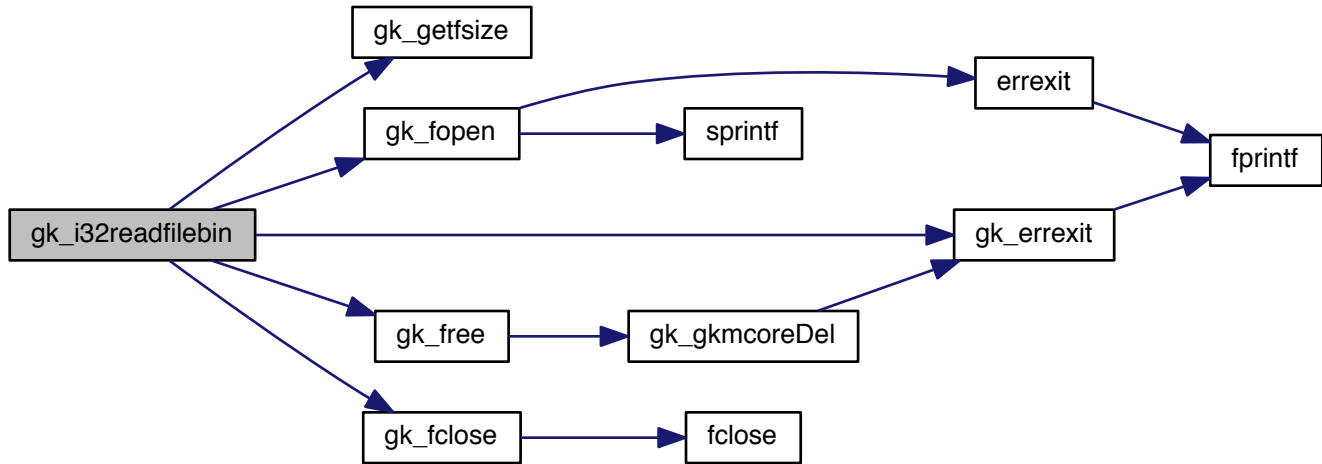 gk_getfsize
errexit
gk_fopen
sprintf
fprintf
gk_i32readfilebin
gk_errexit
gk_free
gk_gkmcoreDel
gk_fclose
fclose